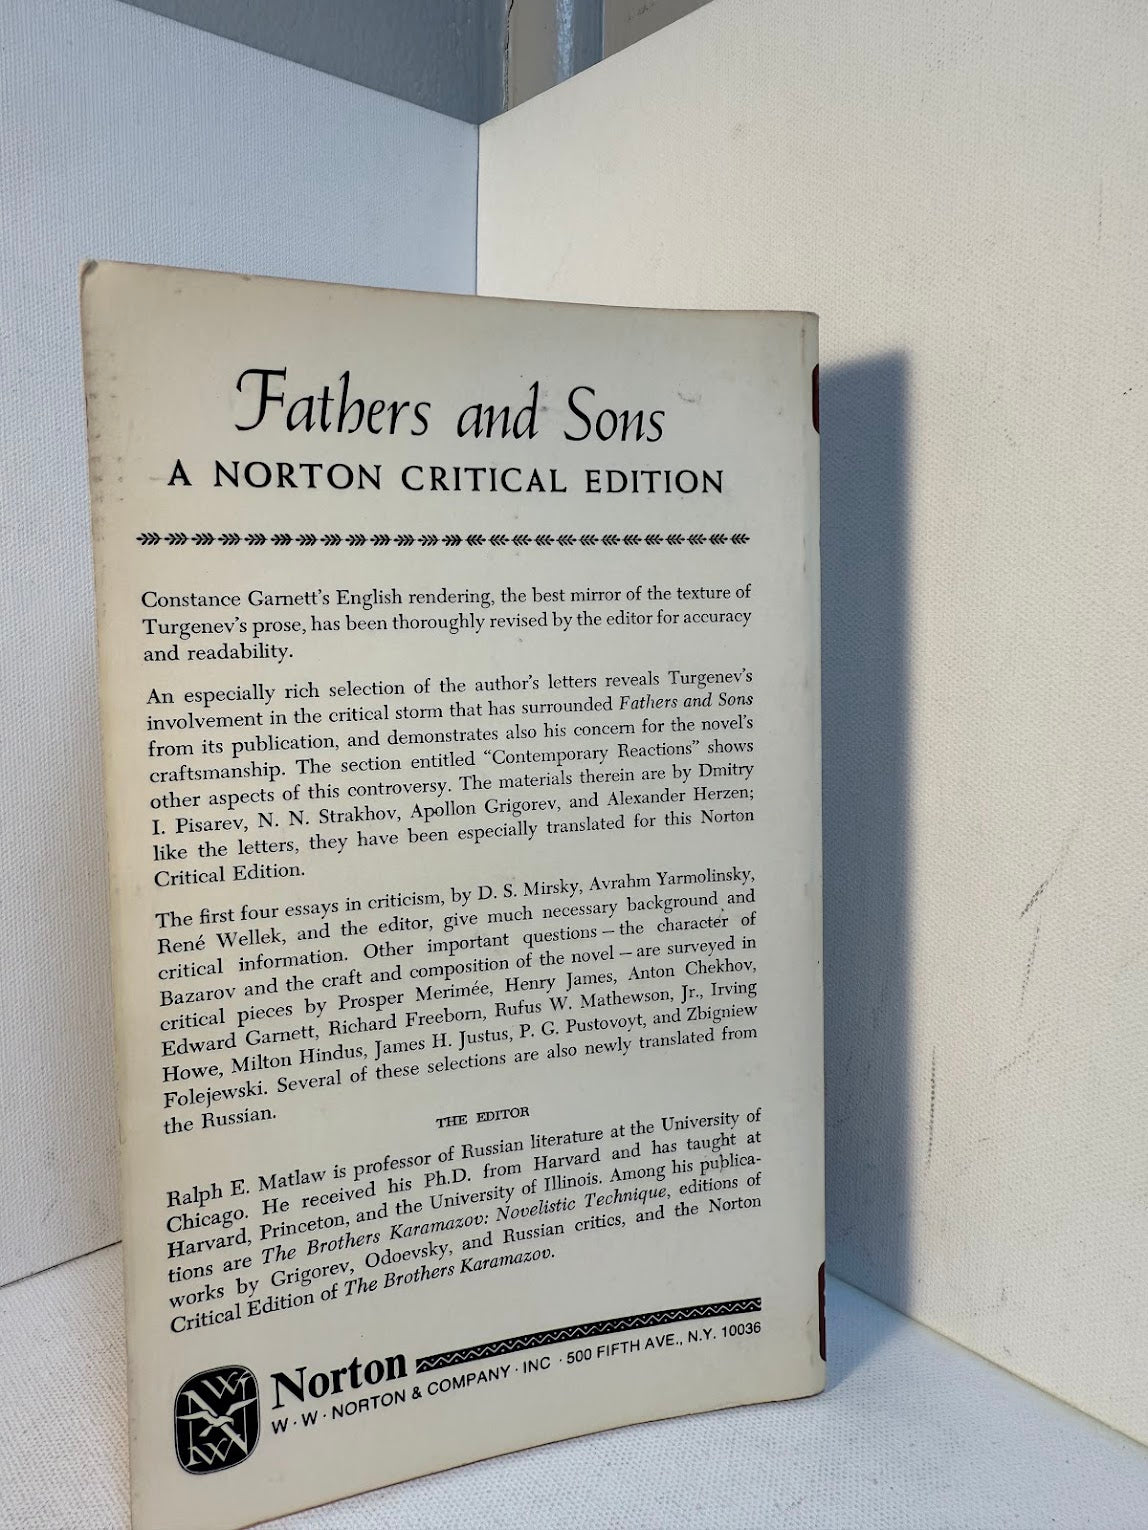 Fathers and Sons
A NORTON CRITICAL EDITION
Constance Garnett's English rendering, the best mirror of the texture of
Turgenev's prose, has been thoroughly revised by the editor for accuracy
and readability.
An especially rich selection of the author's letters reveals Turgenev's
involvement in the critical storm that has surrounded Fathers and Sons
from its publication, and demonstrates also his concern for the novel's
craftsmanship. The section entitled "Contemporary Reactions" shows
other aspects of this controversy. The materials therein are by Dmitry
I. Pisarev, N. N. Strakhov, Apollon Grigorev, and Alexander Herzen;
like the letters, they have been especially translated for this Norton
Critical Edition.
The first four essays in criticism, by D. S. Mirsky, Avrahm Yarmolinsky,
René Wellek, and the editor, give much necessary background and
critical information. Other important questions – the character of
Bazarov and the craft and composition of the novel – are surveyed in
critical pieces by Prosper Merimée, Henry James, Anton Chekhov,
Edward Garnett, Richard Freeborn, Rufus W. Mathewson, Jr., Irving
Howe, Milton Hindus, James H. Justus, P. G. Pustovoyt, and Zbigniew
Folejewski. Several of these selections are also newly translated from
the Russian.
THE EDITOR
Ralph E. Matlaw is professor of Russian literature at the University of
Chicago. He received his Ph.D. from Harvard and has taught at
Harvard, Princeton, and the University of Illinois. Among his publica-
tions are The Brothers Karamazov: Novelistic Technique, editions of
works by Grigorev, Odoevsky, and Russian critics, and the Norton
Critical Edition of The Brothers Karamazov.
Norton
W · W · NORTON & COMPANY · INC · 500 FIFTH AVE., N.Y. 10036